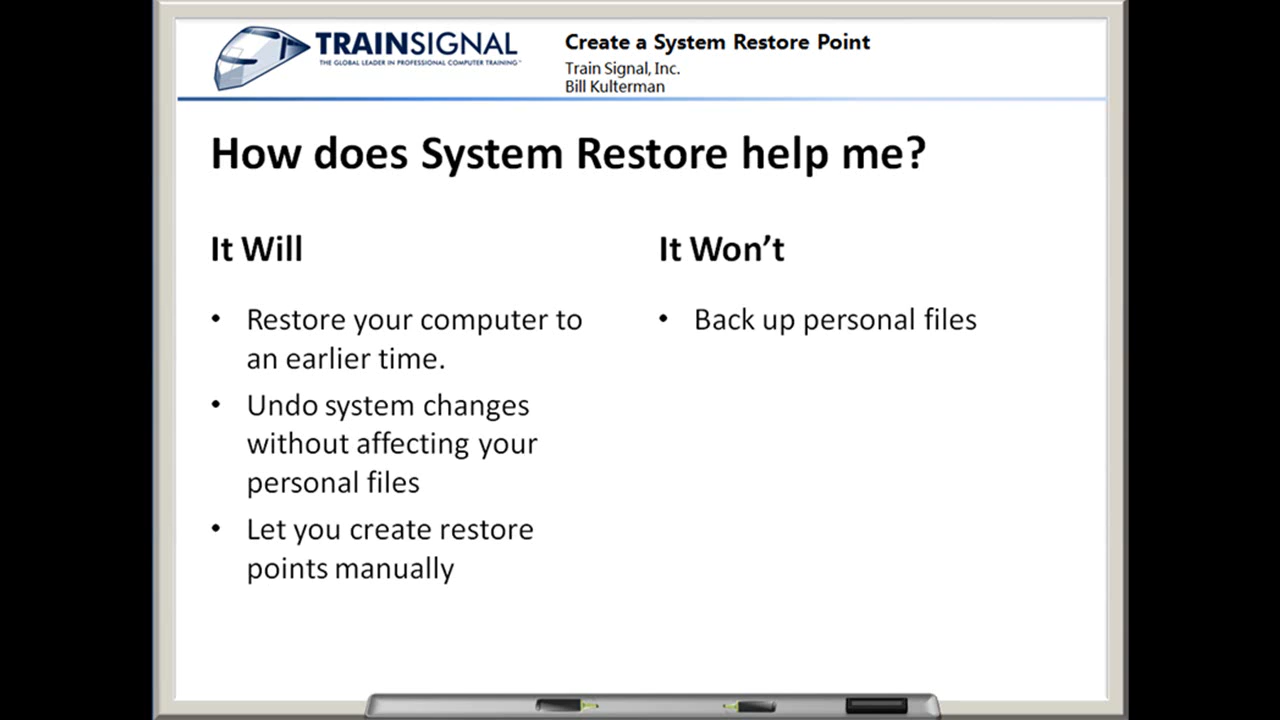 TRAINSIGNAL
THE GLOBAL LEADER IN PROFESSIONAL COMPUTER TRAINING™
Create a System Restore Point
Train Signal, Inc.
Bill Kulterman
How does System Restore help me?
It Will
• Restore your computer to
an earlier time.
• Undo system changes
without affecting your
personal files
• Let you create restore
points manually
It Won’t
• Back up personal files